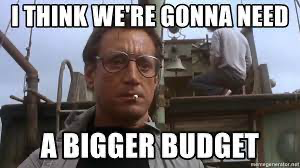 I THINK WE'RE GONNA NEED
A BIGGER BUDGET
memegenerator.net